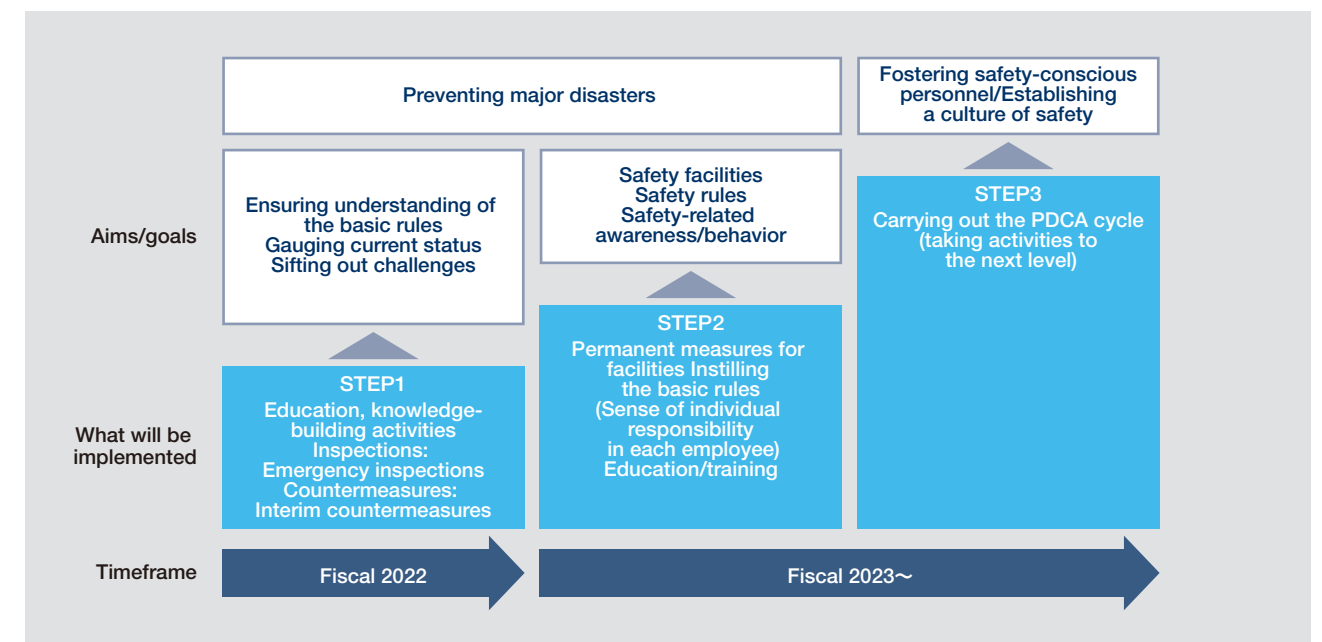 Preventing major disasters
Fostering safety-conscious
personnel/Establishing
a culture of safety
Aims/goals
Ensuring understanding of
the basic rules
Gauging current status
Sifting out challenges
Safety facilities
Safety rules
Safety-related
awareness/behavior
STEP3
Carrying out the PDCA cycle
(taking activities to
the next level)
What will be
implemented
STEP1
Education, knowledge-
building activities
Inspections:
Emergency inspections
Countermeasures:
Interim countermeasures
STEP2
Permanent measures for
facilities Instilling
the basic rules
(Sense of individual
responsibility
in each employee)
Education/training
Timeframe
Fiscal 2022
Fiscal 2023～